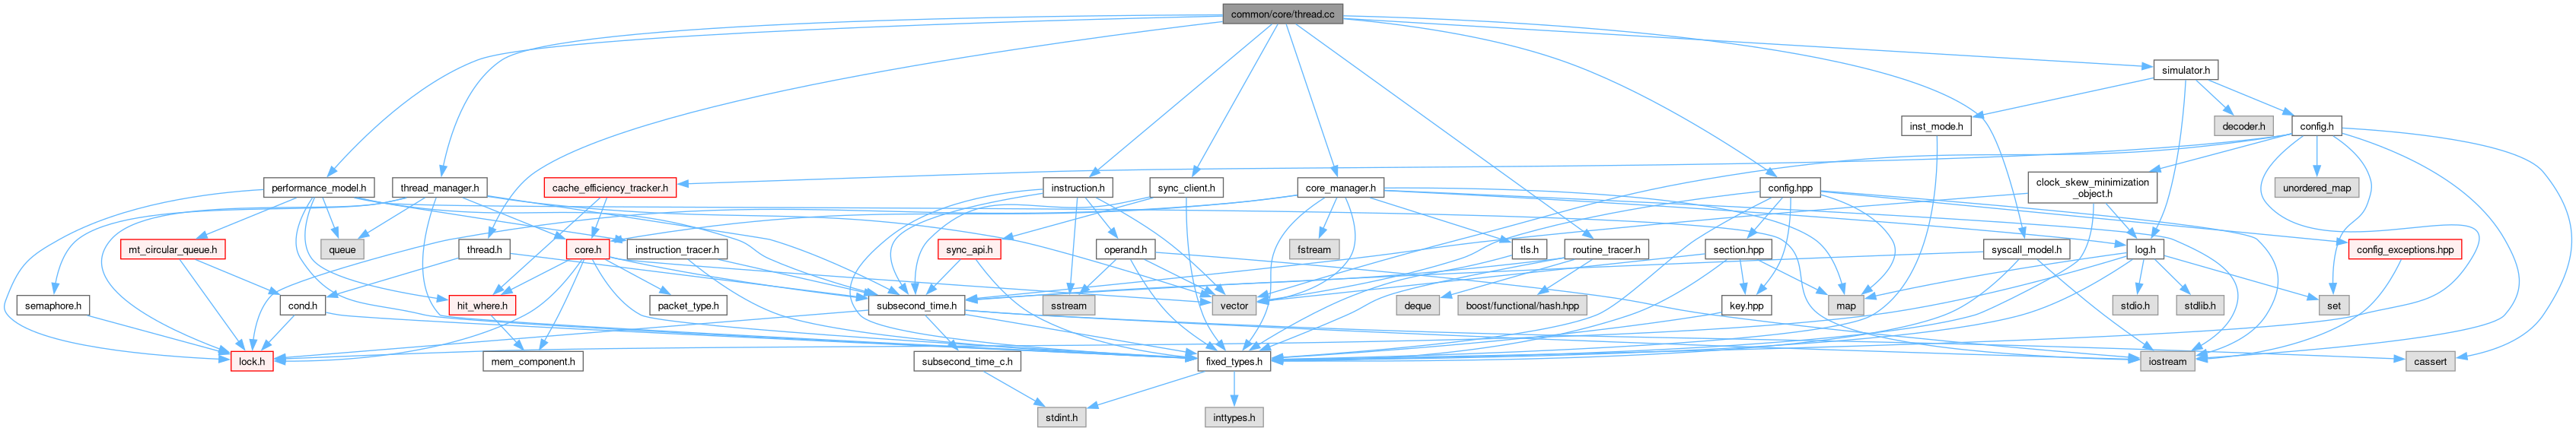 common/core/thread.cc
simulator.h
inst_mode.h
decoder.h
config.h
performance_model.h
thread_manager.h
cache_efficiency_tracker.h
instruction.h
sync_client.h
core_manager.h
config.hpp
clock_skew_minimization
_object.h
unordered_map
mt_circular_queue.h
queue
thread.h
core.h
instruction_tracer.h
sync_api.h
operand.h
fstream
tls.h
routine_tracer.h
section.hpp
syscall_model.h
log.h
config_exceptions.hpp
semaphore.h
cond.h
hit_where.h
packet_type.h
subsecond_time.h
sstream
vector
deque
boost/functional/hash.hpp
key.hpp
map
stdio.h
stdlib.h
set
lock.h
mem_component.h
subsecond_time_c.h
fixed_types.h
iostream
cassert
stdint.h
inttypes.h